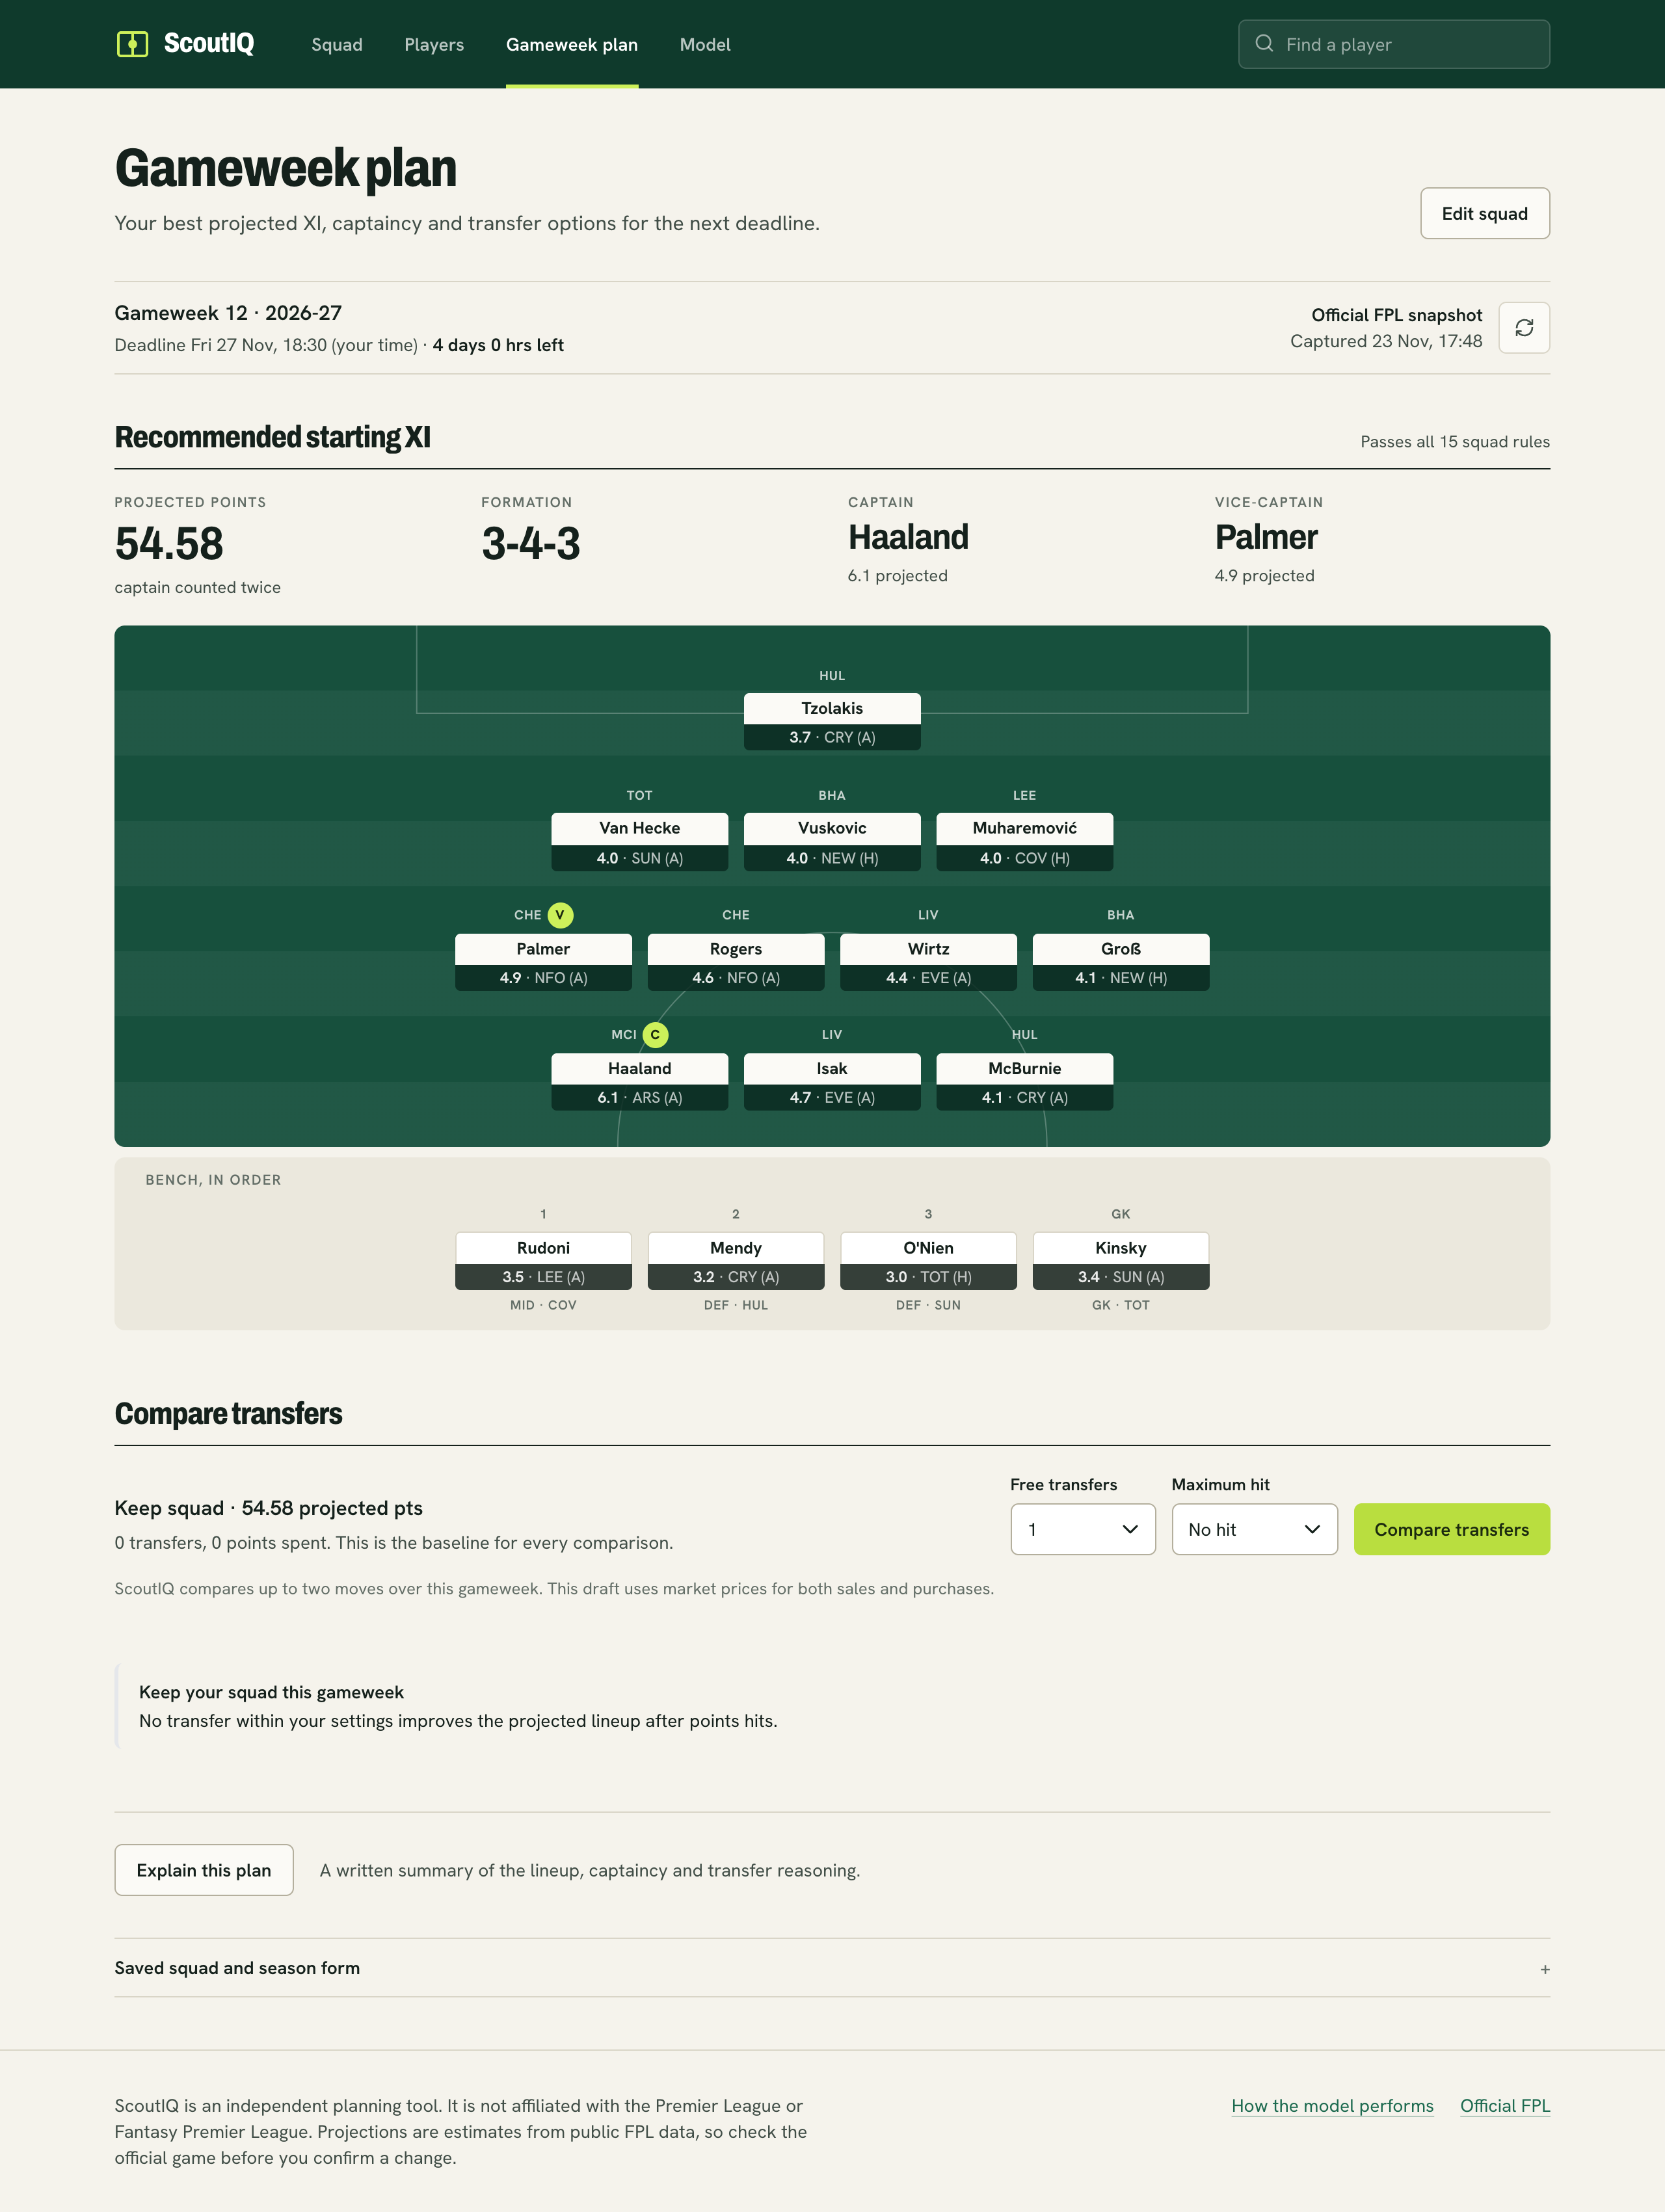 ScoutIQ
Squad
Players
Gameweek plan
Model
Find a player
Gameweek plan
Your best projected XI, captaincy and transfer options for the next deadline.
Edit squad
Gameweek 12 · 2026-27
Deadline Fri 27 Nov, 18:30 (your time) · 4 days 0 hrs left
Official FPL snapshot
Captured 23 Nov, 17:48
Recommended starting XI
Passes all 15 squad rules
PROJECTED POINTS
54.58
captain counted twice
FORMATION
3-4-3
CAPTAIN
Haaland
6.1 projected
VICE-CAPTAIN
Palmer
4.9 projected
HUL
Tzolakis
3.7 · CRY (A)
TOT
Van Hecke
4.0 · SUN (A)
BHA
Vuskovic
4.0 · NEW (H)
LEE
Muharemović
4.0 · COV (H)
CHE V
Palmer
4.9 · NFO (A)
CHE
Rogers
4.6 · NFO (A)
LIV
Wirtz
4.4 · EVE (A)
BHA
Groß
4.1 · NEW (H)
MCI C
Haaland
6.1 · ARS (A)
LIV
Isak
4.7 · EVE (A)
HUL
McBurnie
4.1 · CRY (A)
BENCH, IN ORDER
1
Rudoni
3.5 · LEE (A)
MID · COV
2
Mendy
3.2 · CRY (A)
DEF · HUL
3
O'Nien
3.0 · TOT (H)
DEF · SUN
GK
Kinsky
3.4 · SUN (A)
GK · TOT
Compare transfers
Keep squad · 54.58 projected pts
0 transfers, 0 points spent. This is the baseline for every comparison.
Free transfers
1
Maximum hit
No hit
Compare transfers
ScoutIQ compares up to two moves over this gameweek. This draft uses market prices for both sales and purchases.
Keep your squad this gameweek
No transfer within your settings improves the projected lineup after points hits.
Explain this plan
A written summary of the lineup, captaincy and transfer reasoning.
Saved squad and season form
+
ScoutIQ is an independent planning tool. It is not affiliated with the Premier League or
Fantasy Premier League. Projections are estimates from public FPL data, so check the
official game before you confirm a change.
How the model performs
Official FPL